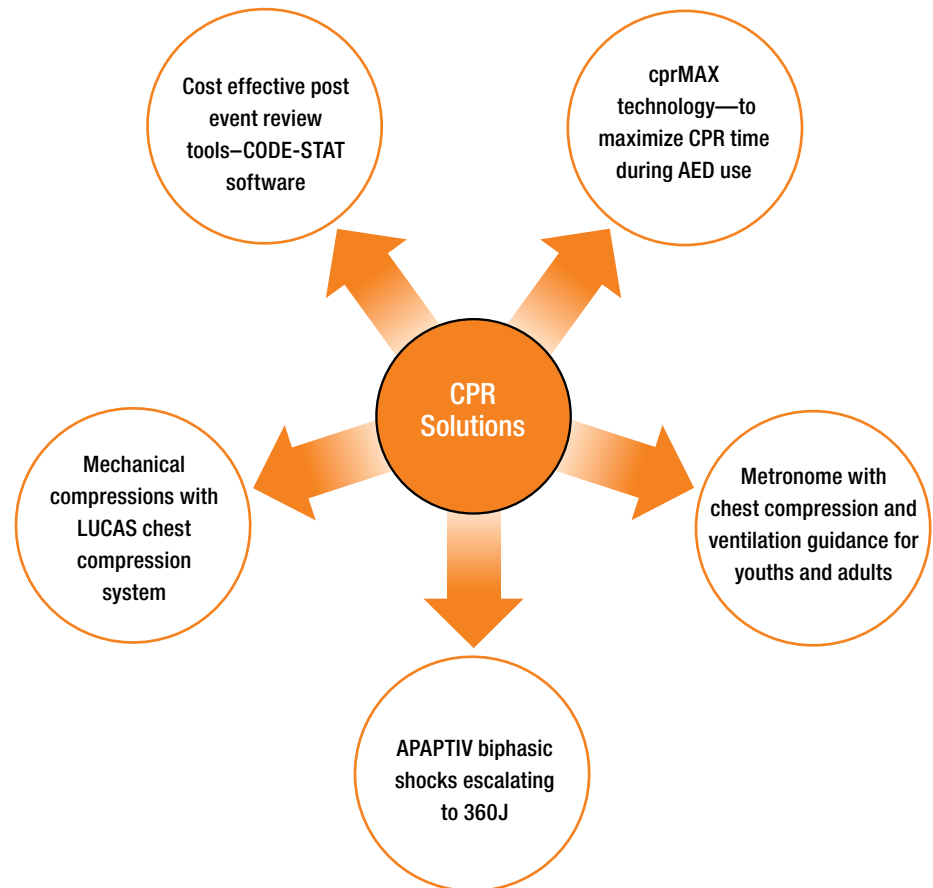 Cost effective post
event review
tools–CODE-STAT
software
cprMAX
technology—to
maximize CPR time
during AED use
CPR
Solutions
Mechanical
compressions with
LUCAS chest
compression
system
Metronome with
chest compression and
ventilation guidance for
youths and adults
APAPTIV biphasic
shocks escalating
to 360J